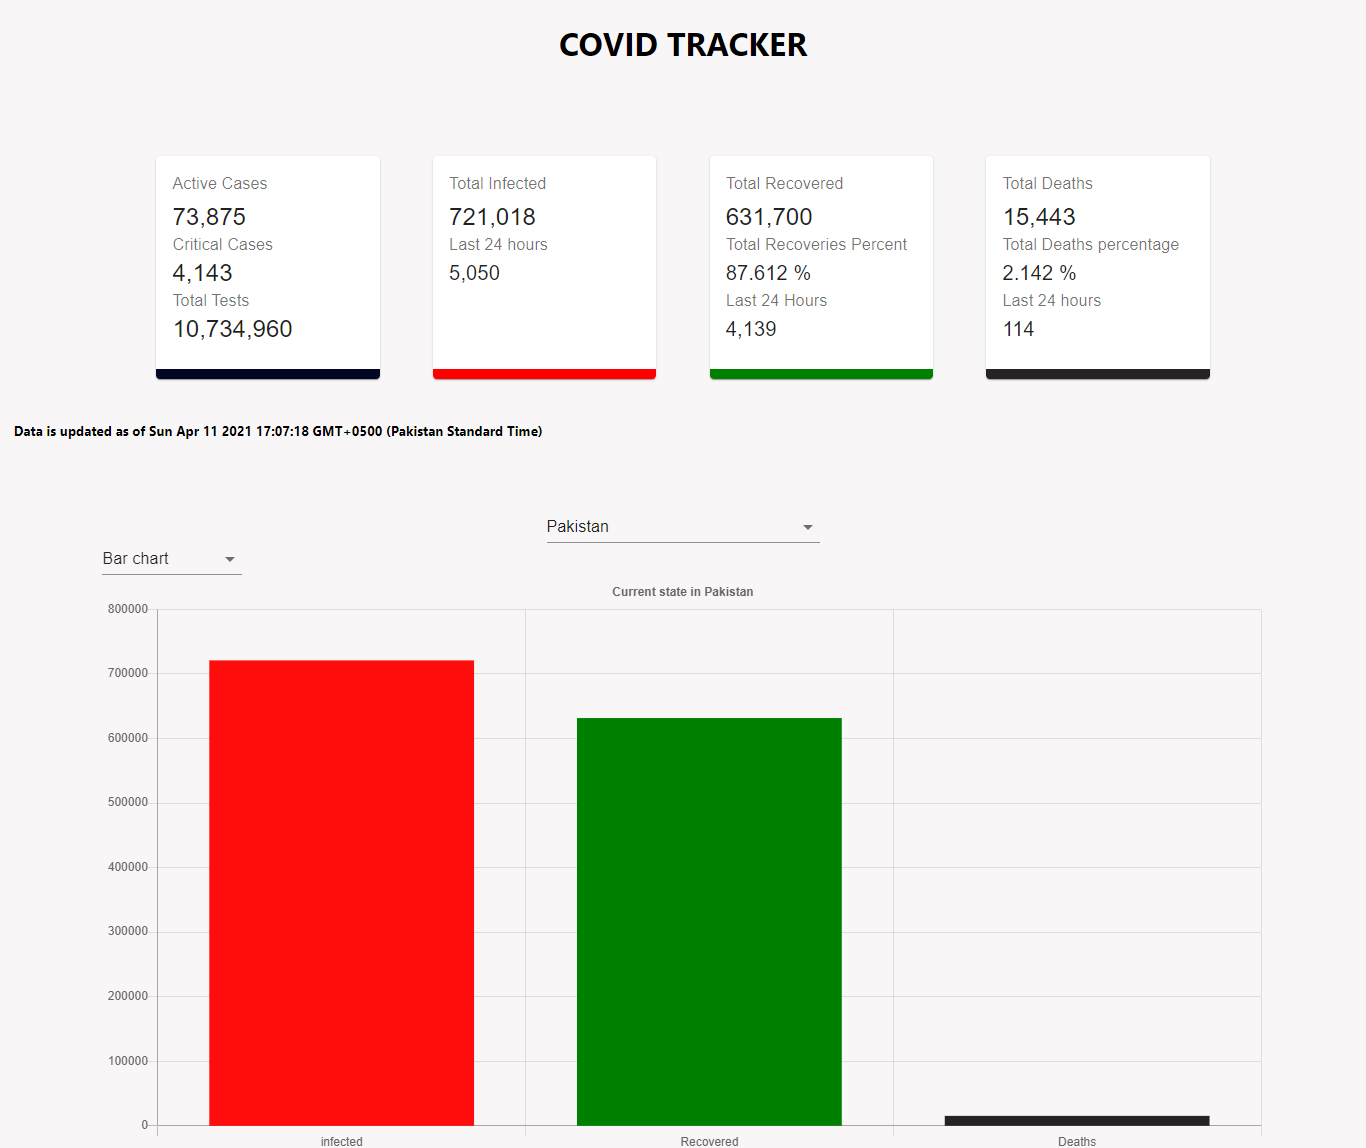 COVID TRACKER
Active Cases
73,875
Critical Cases
4,143
Total Tests
10,734,960
Total Infected
721,018
Last 24 hours
5,050
Total Recovered
631,700
Total Recoveries Percent
87.612 %
Last 24 Hours
4,139
Total Deaths
15,443
Total Deaths percentage
2.142 %
Last 24 hours
114
Data is updated as of Sun Apr 11 2021 17:07:18 GMT+0500 (Pakistan Standard Time)
Pakistan
Bar chart
Current state in Pakistan
800000
700000
600000
500000
400000
300000
200000
100000
0
infected Recovered Deaths